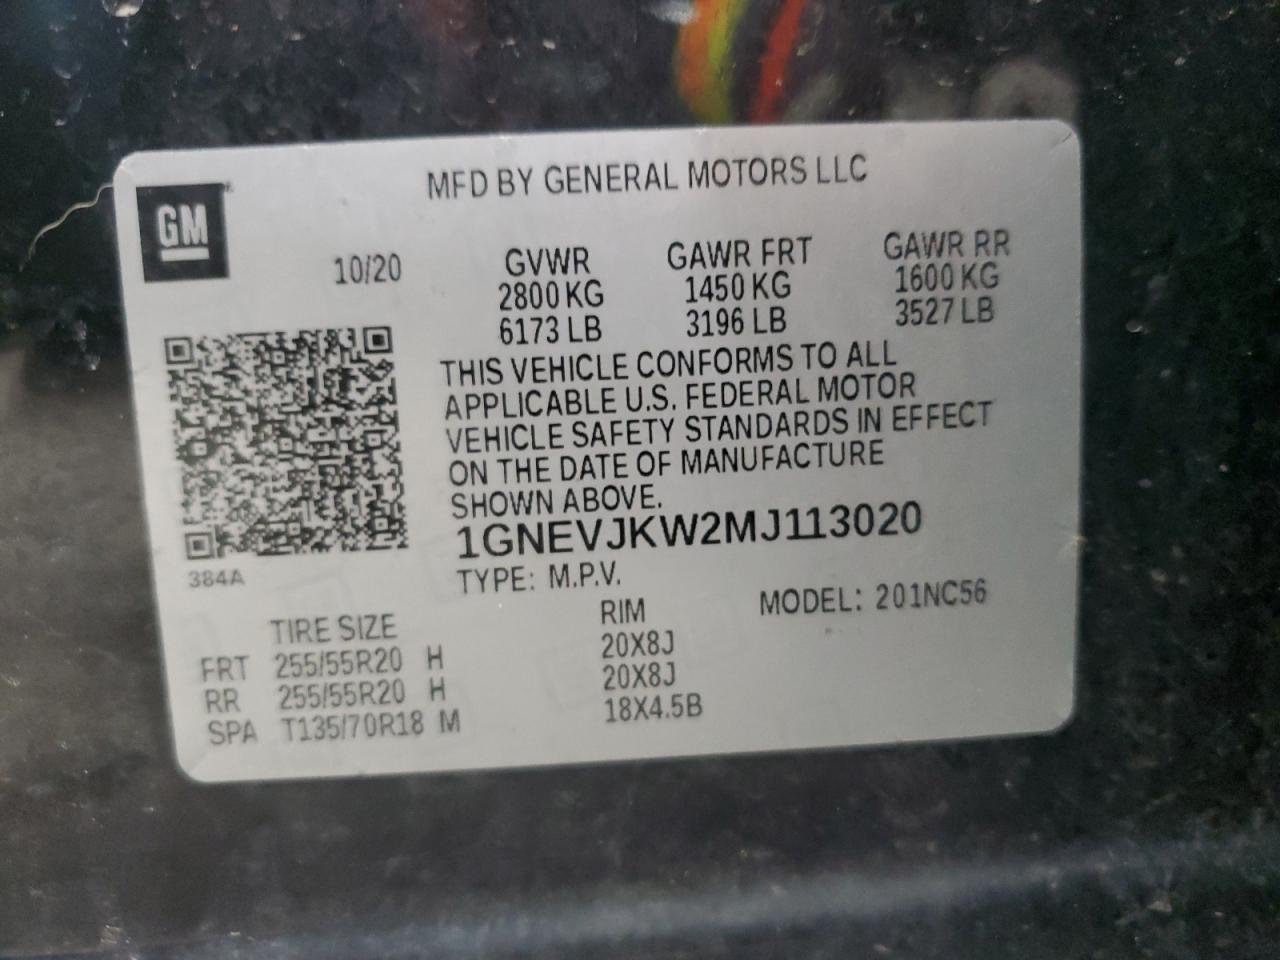 MFD BY GENERAL MOTORS LLC
GM
10/20 GVWR GAWR FRT GAWR RR
2800 KG 1450 KG 1600 KG
6173 LB 3196 LB 3527 LB
THIS VEHICLE CONFORMS TO ALL
APPLICABLE U.S. FEDERAL MOTOR
VEHICLE SAFETY STANDARDS IN EFFECT
ON THE DATE OF MANUFACTURE
SHOWN ABOVE.
1GNEVJKW2MJ113020
384A
TYPE: M.P.V.
MODEL: 201NC56
TIRE SIZE RIM
FRT 255/55R20 H 20X8J
RR 255/55R20 H 20X8J
SPA T135/70R18 M 18X4.5B